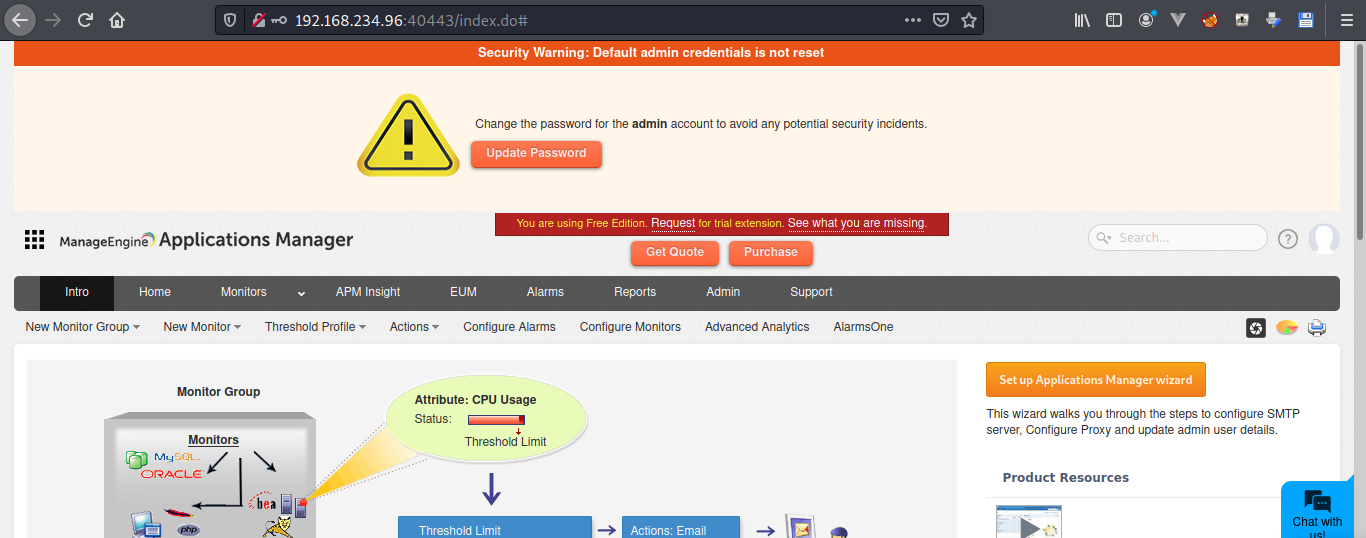 192.168.234.96:40443/index.do#
Security Warning: Default admin credentials is not reset
Change the password for the admin account to avoid any potential security incidents.
Update Password
You are using Free Edition. Request for trial extension. See what you are missing.
ManageEngine Applications Manager
Search...
?
Get Quote
Purchase
Intro Home Monitors APM Insight EUM Alarms Reports Admin Support
New Monitor Group New Monitor Threshold Profile Actions Configure Alarms Configure Monitors Advanced Analytics AlarmsOne
Monitor Group
Monitors
MySQL
ORACLE
bea
php
Attribute: CPU Usage
Status:
Threshold Limit
Threshold Limit
Actions: Email
Set up Applications Manager wizard
This wizard walks you through the steps to configure SMTP
server, Configure Proxy and update admin user details.
Product Resources
Chat with
us!